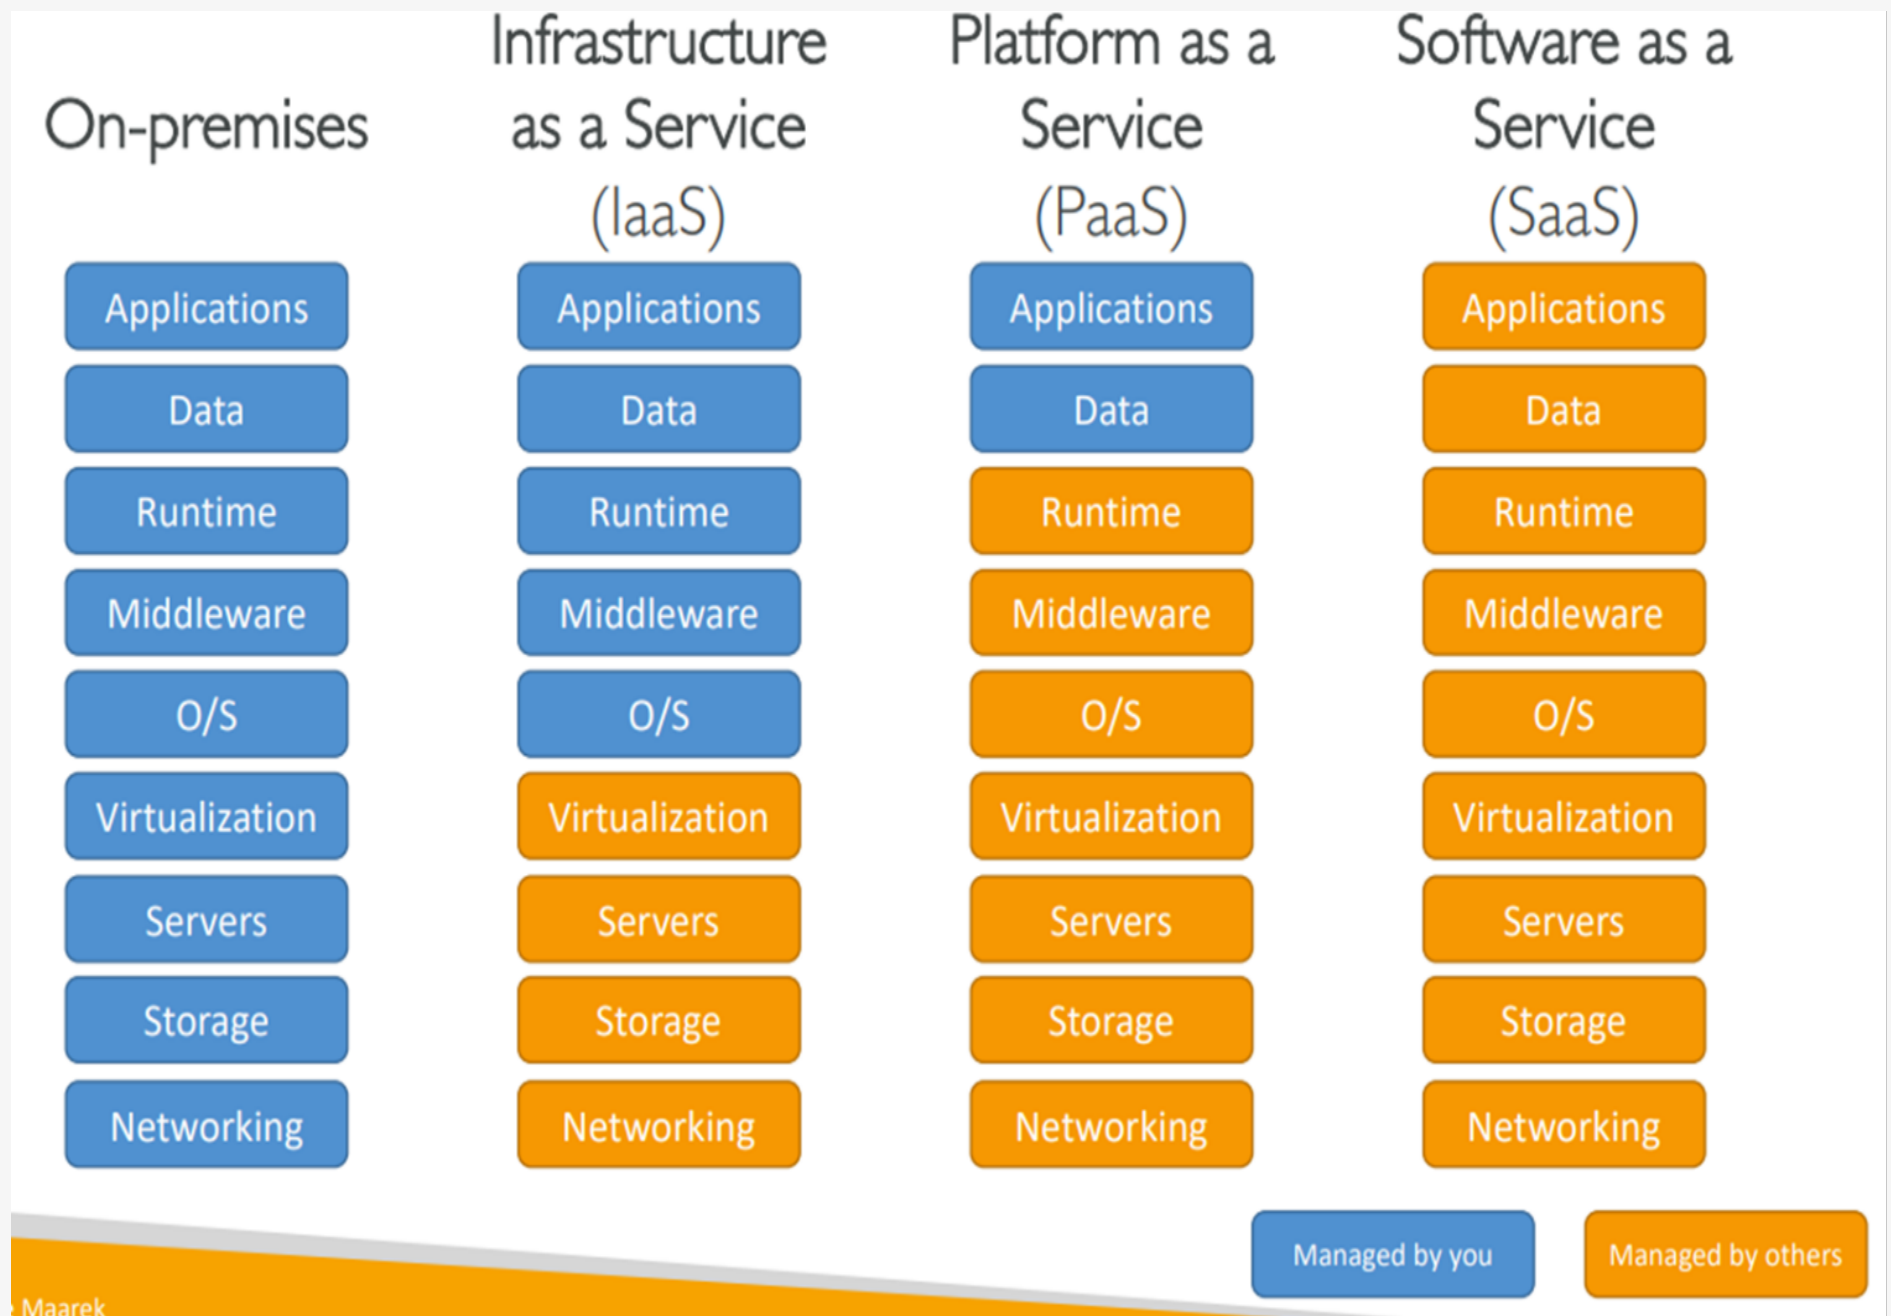 On-premises
Infrastructure
as a Service
(IaaS)
Platform as a
Service
(PaaS)
Software as a
Service
(SaaS)
Applications
Data
Runtime
Middleware
O/S
Virtualization
Servers
Storage
Networking
Applications
Data
Runtime
Middleware
O/S
Virtualization
Servers
Storage
Networking
Applications
Data
Runtime
Middleware
O/S
Virtualization
Servers
Storage
Networking
Applications
Data
Runtime
Middleware
O/S
Virtualization
Servers
Storage
Networking
Managed by you
Managed by others
Maarek